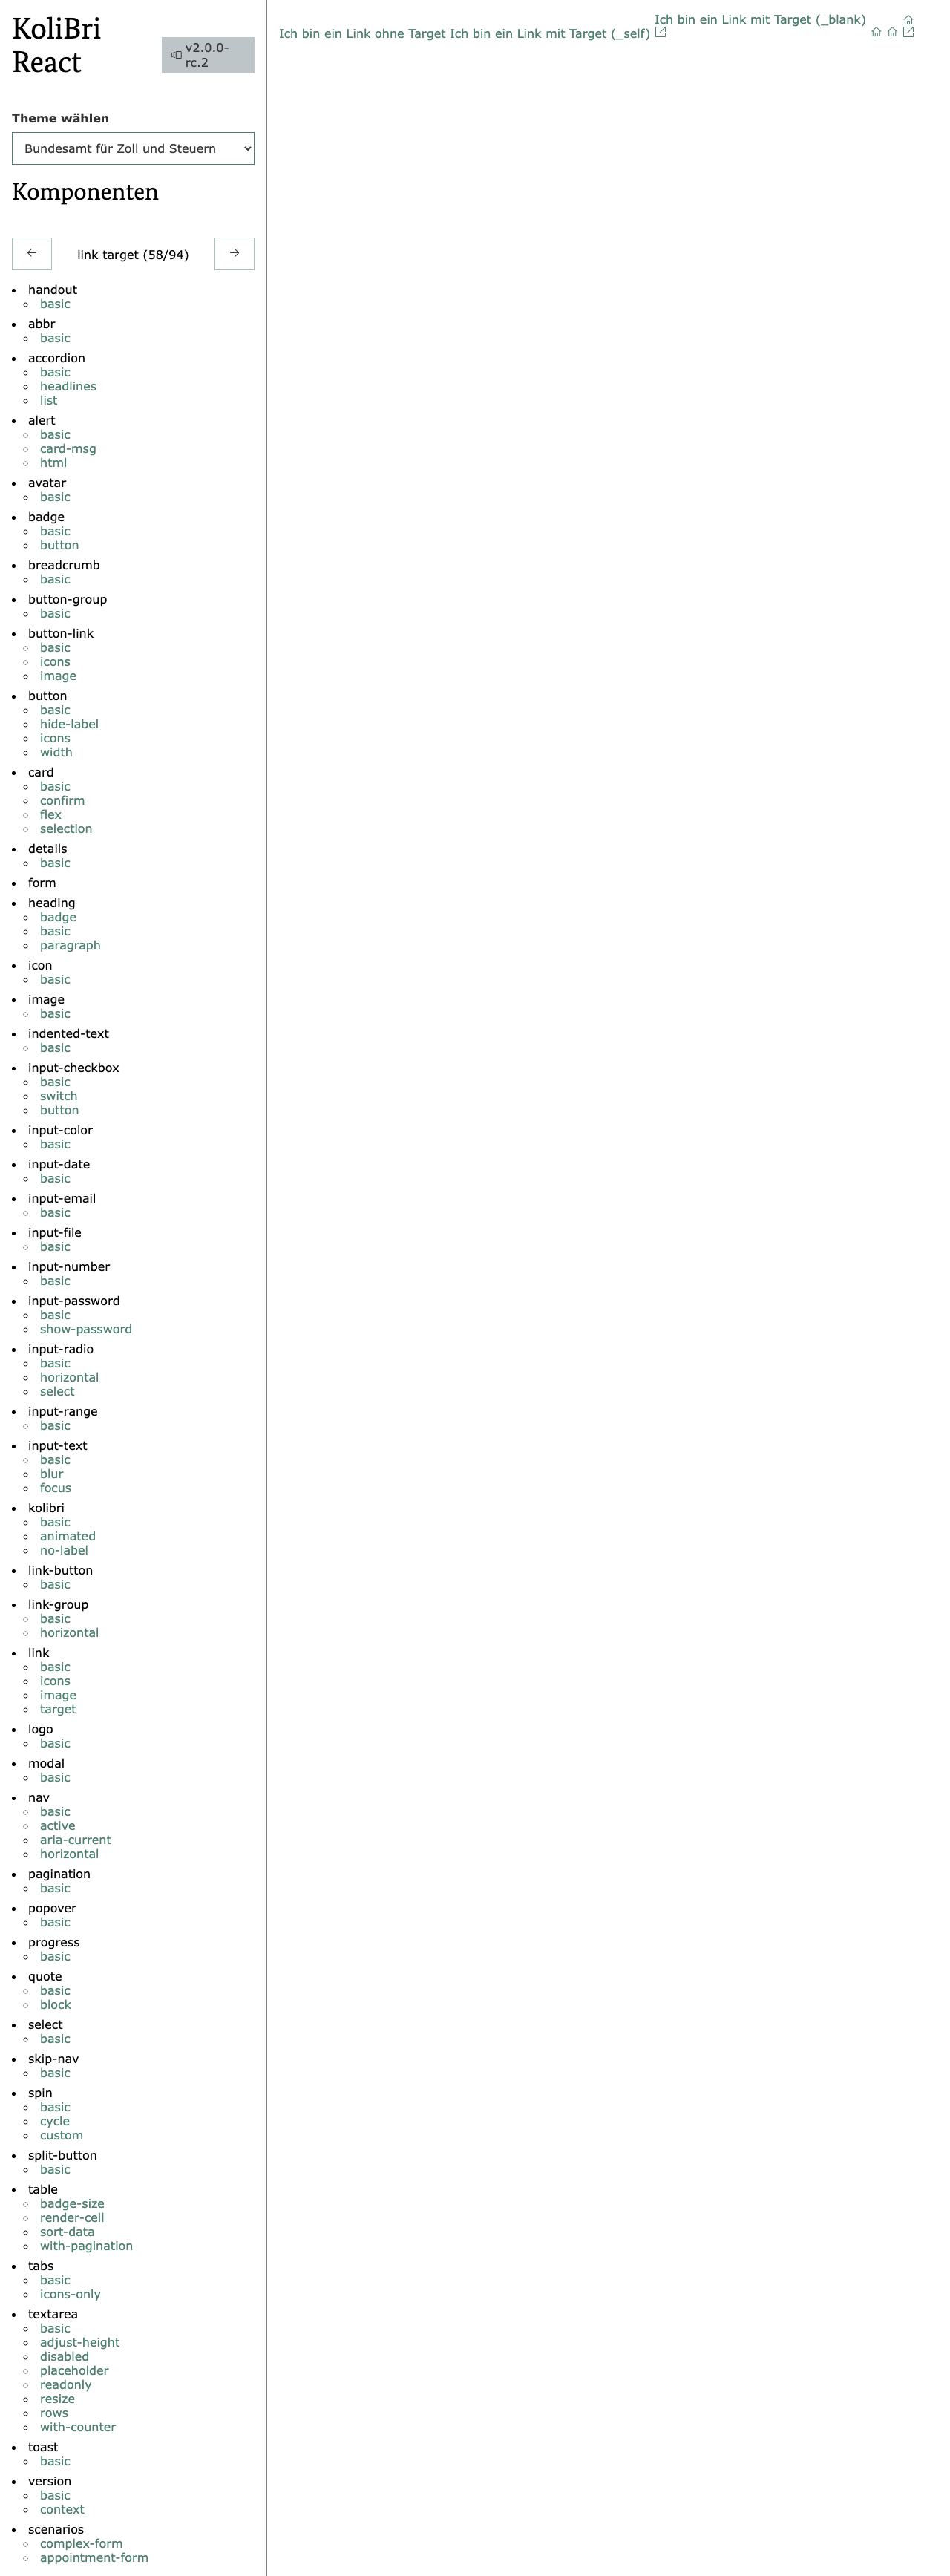 KoliBri
React
v2.0.0-
rc.2
Theme wählen
Bundesamt für Zoll und Steuern
Komponenten
link target (58/94)
handout
basic
abbr
basic
accordion
basic
headlines
list
alert
basic
card-msg
html
avatar
basic
badge
basic
button
breadcrumb
basic
button-group
basic
button-link
basic
icons
image
button
basic
hide-label
icons
width
card
basic
confirm
flex
selection
details
basic
form
heading
badge
basic
paragraph
icon
basic
image
basic
indented-text
basic
input-checkbox
basic
switch
button
input-color
basic
input-date
basic
input-email
basic
input-file
basic
input-number
basic
input-password
basic
show-password
input-radio
basic
horizontal
select
input-range
basic
input-text
basic
blur
focus
kolibri
basic
animated
no-label
link-button
basic
link-group
basic
horizontal
link
basic
icons
image
target
logo
basic
modal
basic
nav
basic
active
aria-current
horizontal
pagination
basic
popover
basic
progress
basic
quote
basic
block
select
basic
skip-nav
basic
spin
basic
cycle
custom
split-button
basic
table
badge-size
render-cell
sort-data
with-pagination
tabs
basic
icons-only
textarea
basic
adjust-height
disabled
placeholder
readonly
resize
rows
with-counter
toast
basic
version
basic
context
scenarios
complex-form
appointment-form
Ich bin ein Link ohne Target Ich bin ein Link mit Target (_self)
Ich bin ein Link mit Target (_blank)